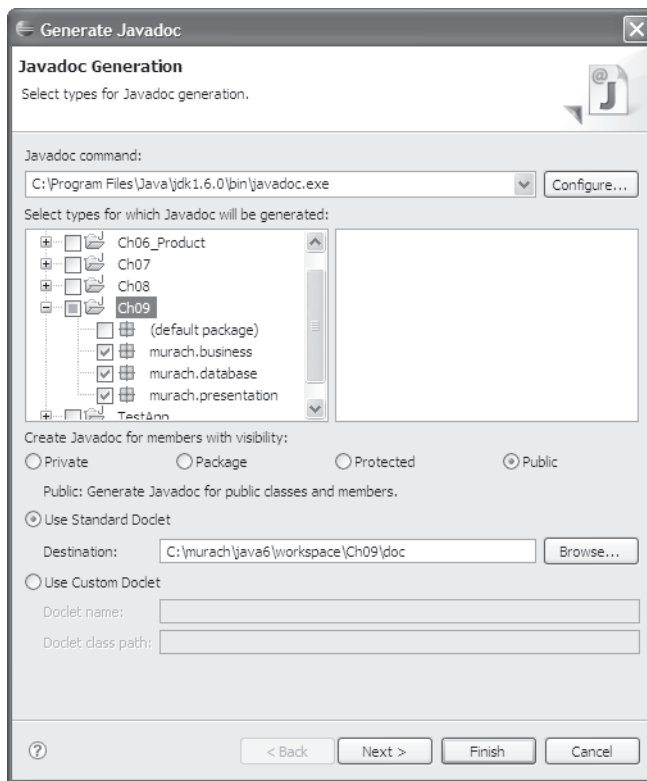 Generate Javadoc
Javadoc Generation
Select types for Javadoc generation.
@
J
Javadoc command:
C:\Program Files\Java\jdk1.6.0\bin\javadoc.exe
Configure...
Select types for which Javadoc will be generated:
Ch06_Product
Ch07
Ch08
Ch09
(default package)
murach.business
murach.database
murach.presentation
TestApp
Create Javadoc for members with visibility:
Private Package Protected Public
Public: Generate Javadoc for public classes and members.
Use Standard Doclet
Destination: C:\murach\java6\workspace\Ch09\doc Browse...
Use Custom Doclet
Doclet name:
Doclet class path:
? < Back Next > Finish Cancel